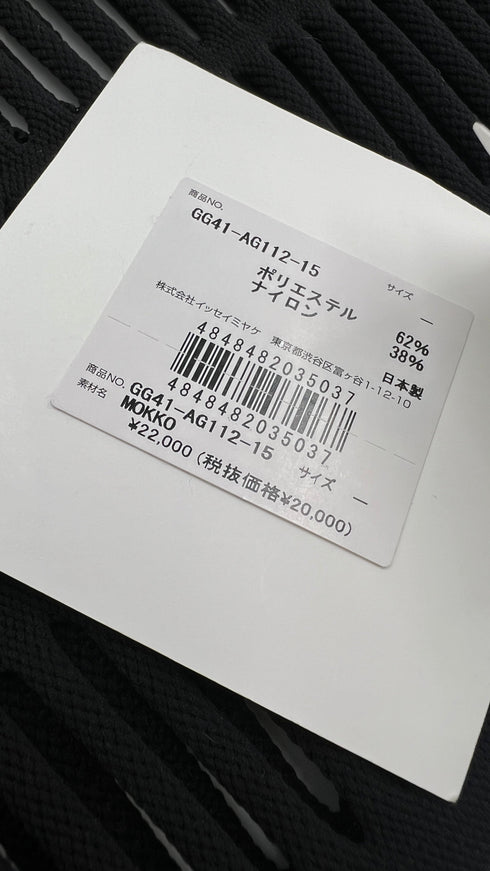 商品NO.
GG41-AG112-15
サイズ —
ポリエステル 62%
ナイロン 38%
日本製
株式会社イッセイミヤケ 東京都渋谷区富ヶ谷1-12-10
4848482035037
4848482035037
商品NO. GG41-AG112-15 サイズ —
素材名 MOKKO
¥22,000 (税抜価格¥20,000)